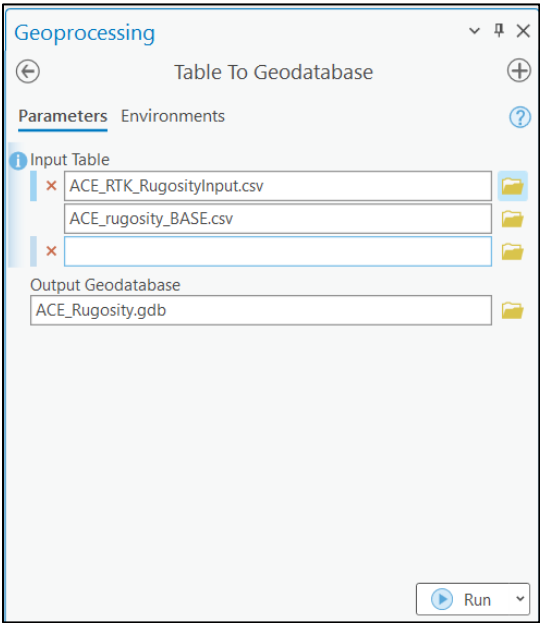 Geoprocessing
Table To Geodatabase
Parameters Environments
Input Table
ACE_RTK_RugosityInput.csv
ACE_rugosity_BASE.csv
Output Geodatabase
ACE_Rugosity.gdb
Run